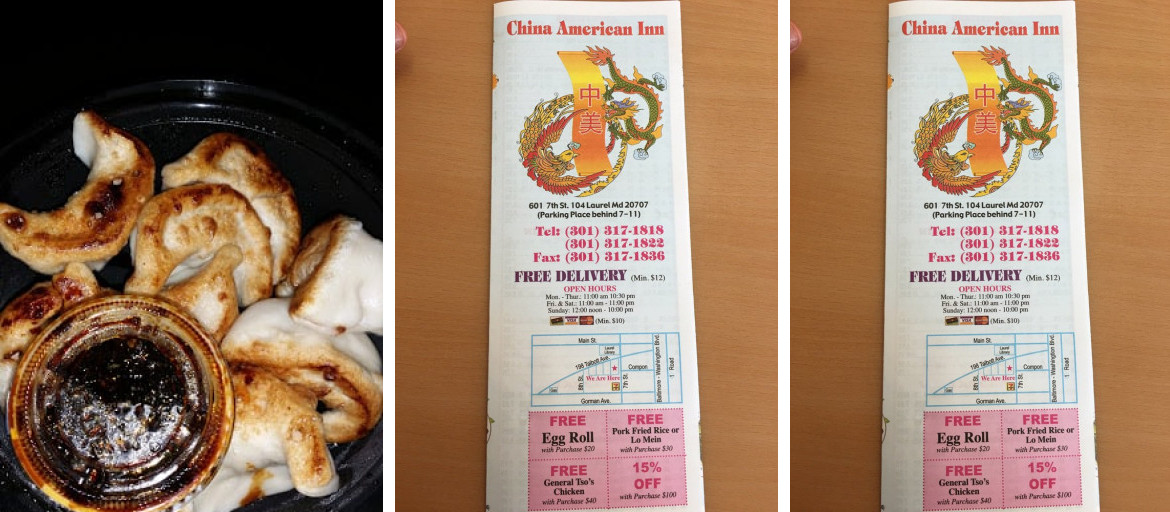 China American Inn
中
美
601 7th St. 104 Laurel Md 20707
(Parking Place behind 7-11)
Tel: (301) 317-1818
(301) 317-1822
Fax: (301) 317-1836
FREE DELIVERY (Min. $12)
OPEN HOURS
Mon. - Thur.: 11:00 am 10:30 pm
Fri. & Sat.: 11:00 am - 11:00 pm
Sunday: 12:00 noon - 10:00 pm
(Min. $10)
Main St.
Laurel
Library
198 Talbott Ave.
Compton
We Are Here
8th St.
7th St.
Gorman Ave.
Baltimore - Washington Blvd.
1 Road
FREE
Egg Roll
with Purchase $20
FREE
Pork Fried Rice or
Lo Mein
with Purchase $30
FREE
General Tso's
Chicken
with Purchase $40
15%
OFF
with Purchase $100
China American Inn
中
美
601 7th St. 104 Laurel Md 20707
(Parking Place behind 7-11)
Tel: (301) 317-1818
(301) 317-1822
Fax: (301) 317-1836
FREE DELIVERY (Min. $12)
OPEN HOURS
Mon. - Thur.: 11:00 am 10:30 pm
Fri. & Sat.: 11:00 am - 11:00 pm
Sunday: 12:00 noon - 10:00 pm
(Min. $10)
Main St.
Laurel
Library
198 Talbott Ave.
Compton
We Are Here
8th St.
7th St.
Gorman Ave.
Baltimore - Washington Blvd.
1 Road
FREE
Egg Roll
with Purchase $20
FREE
Pork Fried Rice or
Lo Mein
with Purchase $30
FREE
General Tso's
Chicken
with Purchase $40
15%
OFF
with Purchase $100